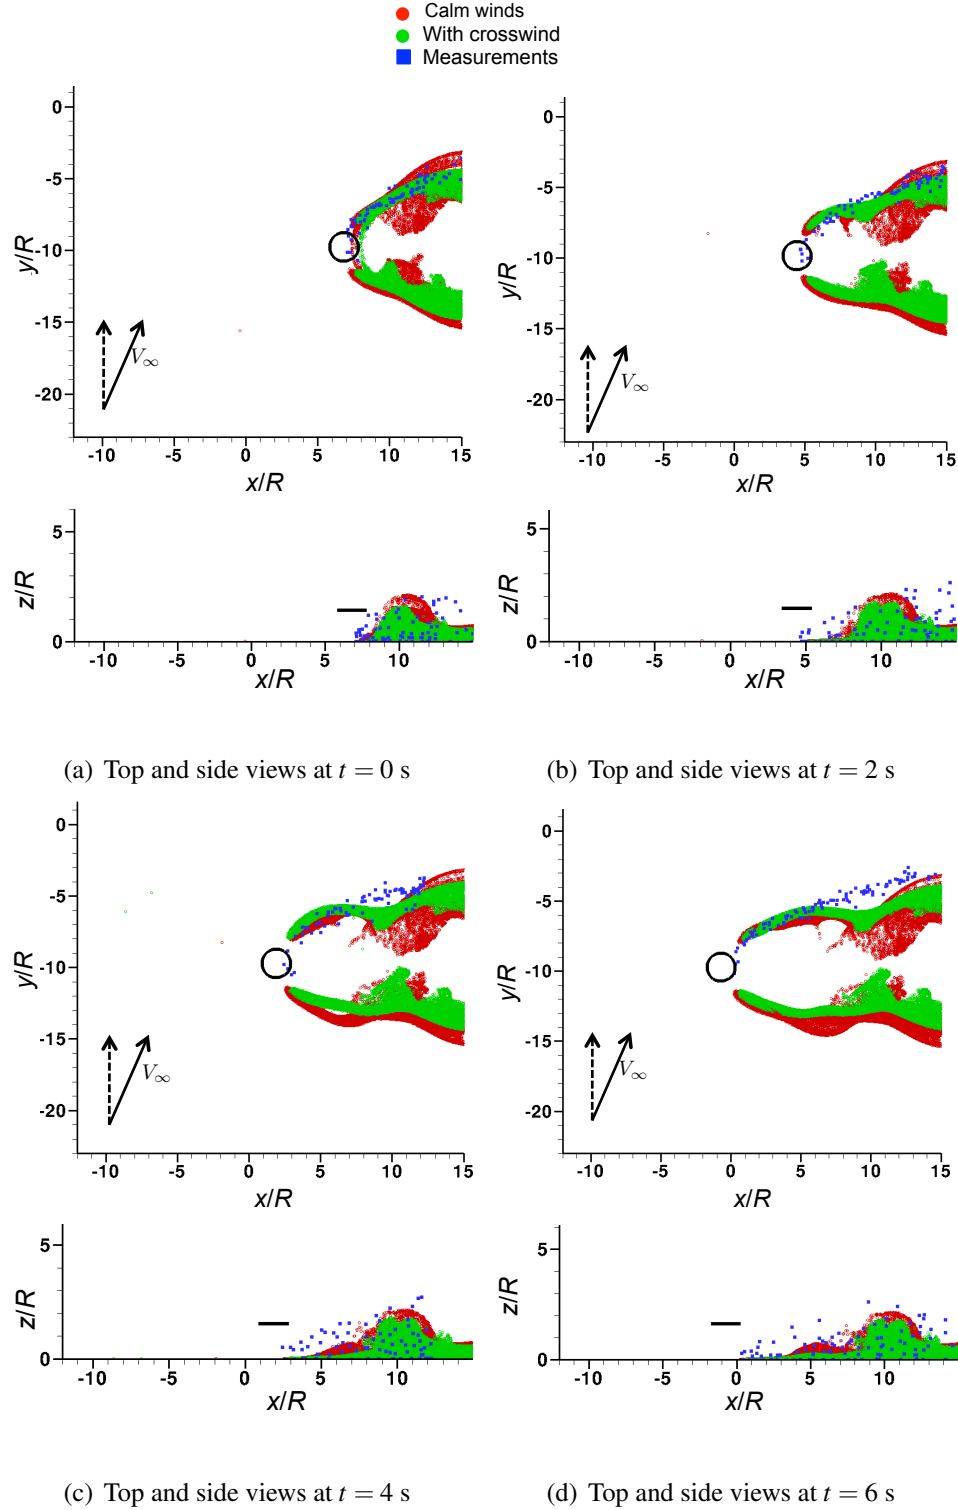 Calm winds
With crosswind
Measurements
0
-5
-10
-15
-20
y/R
V∞
-10 -5 0 5 10 15
x/R
0
-5
-10
-15
-20
y/R
V∞
-10 -5 0 5 10 15
x/R
5
0
z/R
-10 -5 0 5 10
x/R
5
0
z/R
-10 -5 0 5 10 15
x/R
(a) Top and side views at t = 0 s
(b) Top and side views at t = 2 s
0
-5
-10
-15
-20
y/R
V∞
-10 -5 0 5 10 15
x/R
0
-5
-10
-15
-20
y/R
V∞
-10 -5 0 5 10 15
x/R
5
0
z/R
-10 -5 0 5 10
x/R
5
0
z/R
-10 -5 0 5 10 15
x/R
(c) Top and side views at t = 4 s
(d) Top and side views at t = 6 s